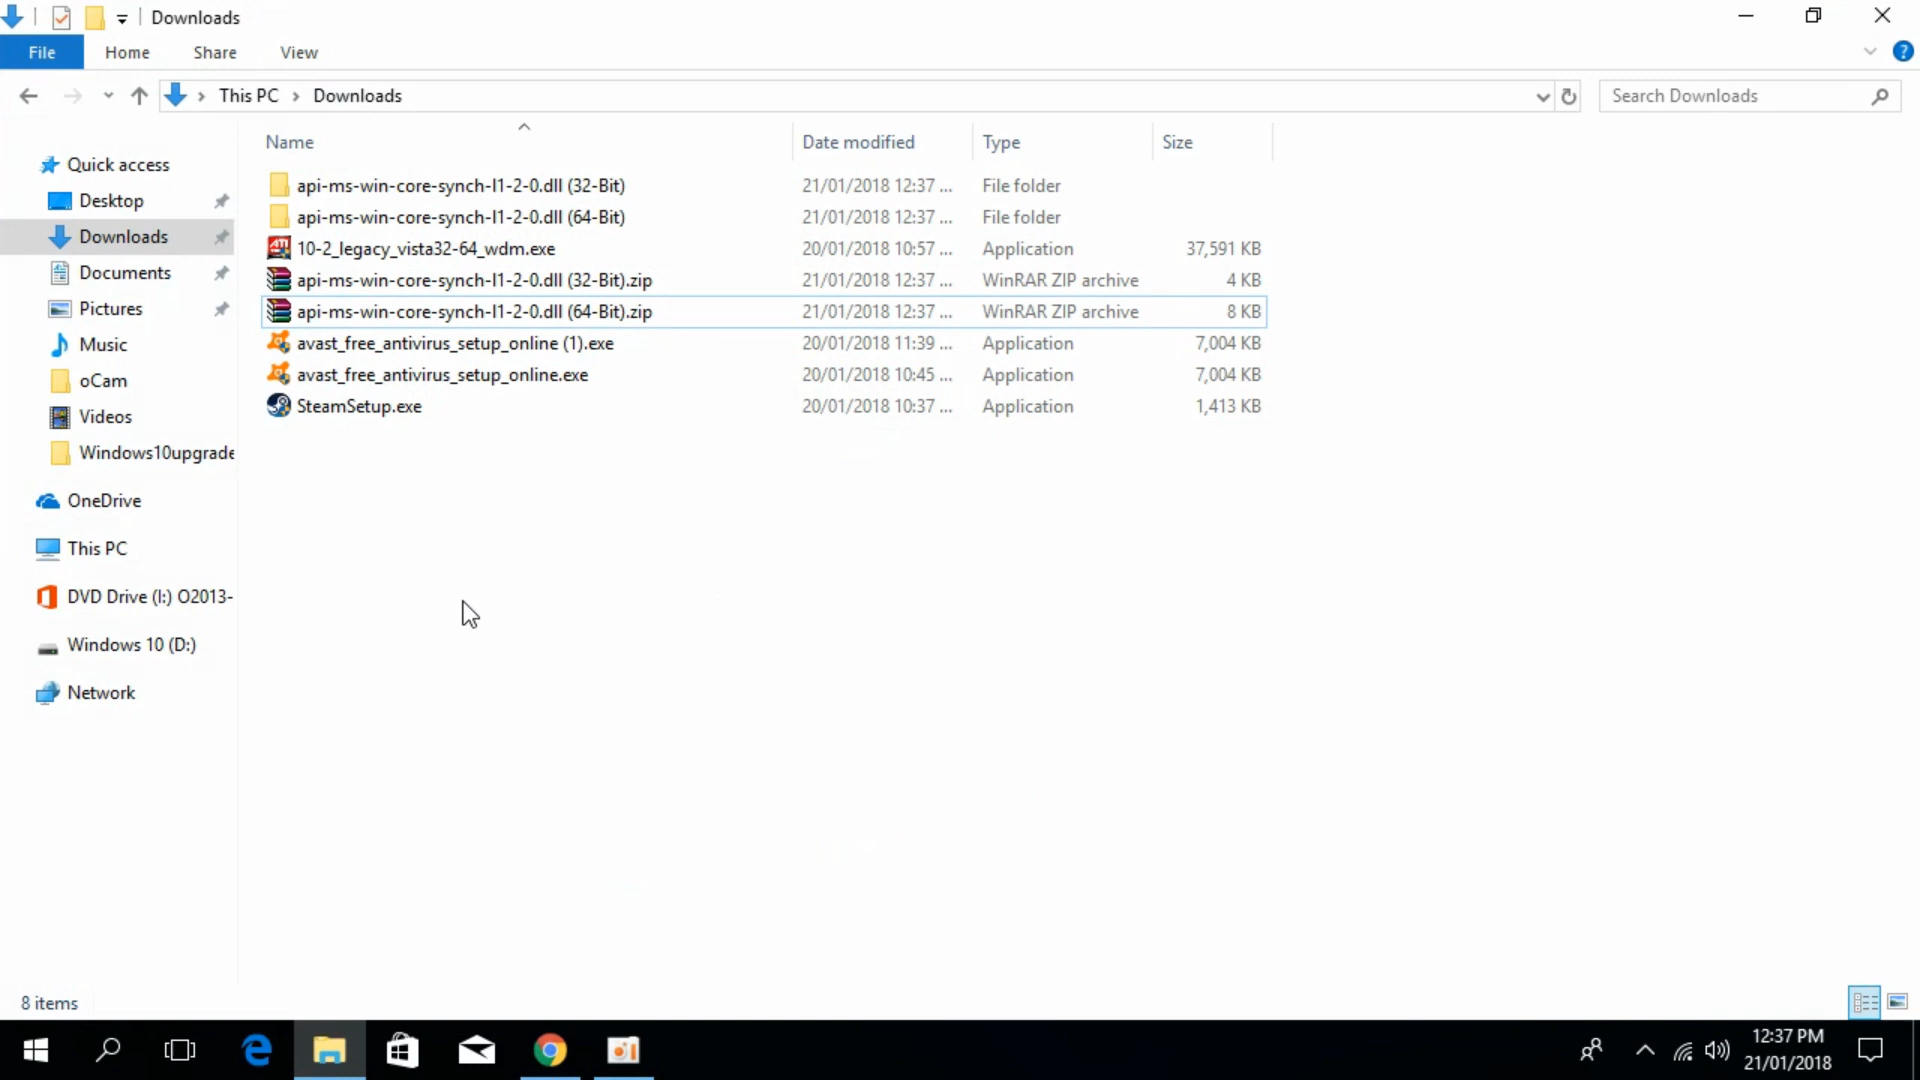 Downloads
File Home Share View
This PC Downloads Search Downloads
Name Date modified Type Size
Quick access
Desktop
Downloads
Documents
Pictures
Music
oCam
Videos
Windows10upgrade
OneDrive
This PC
DVD Drive (I:) O2013-
Windows 10 (D:)
Network
api-ms-win-core-synch-l1-2-0.dll (32-Bit) 21/01/2018 12:37 ... File folder
api-ms-win-core-synch-l1-2-0.dll (64-Bit) 21/01/2018 12:37 ... File folder
10-2_legacy_vista32-64_wdm.exe 20/01/2018 10:57 ... Application 37,591 KB
api-ms-win-core-synch-l1-2-0.dll (32-Bit).zip 21/01/2018 12:37 ... WinRAR ZIP archive 4 KB
api-ms-win-core-synch-l1-2-0.dll (64-Bit).zip 21/01/2018 12:37 ... WinRAR ZIP archive 8 KB
avast_free_antivirus_setup_online (1).exe 20/01/2018 11:39 ... Application 7,004 KB
avast_free_antivirus_setup_online.exe 20/01/2018 10:45 ... Application 7,004 KB
SteamSetup.exe 20/01/2018 10:37 ... Application 1,413 KB
8 items
12:37 PM
21/01/2018